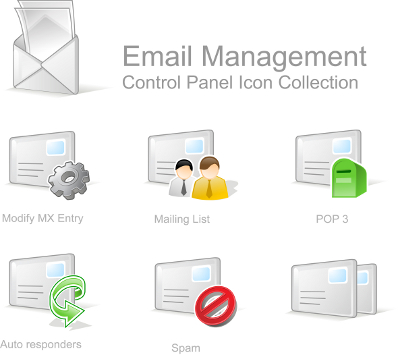 Email Management
Control Panel Icon Collection
Modify MX Entry
Mailing List
POP 3
Auto responders
Spam